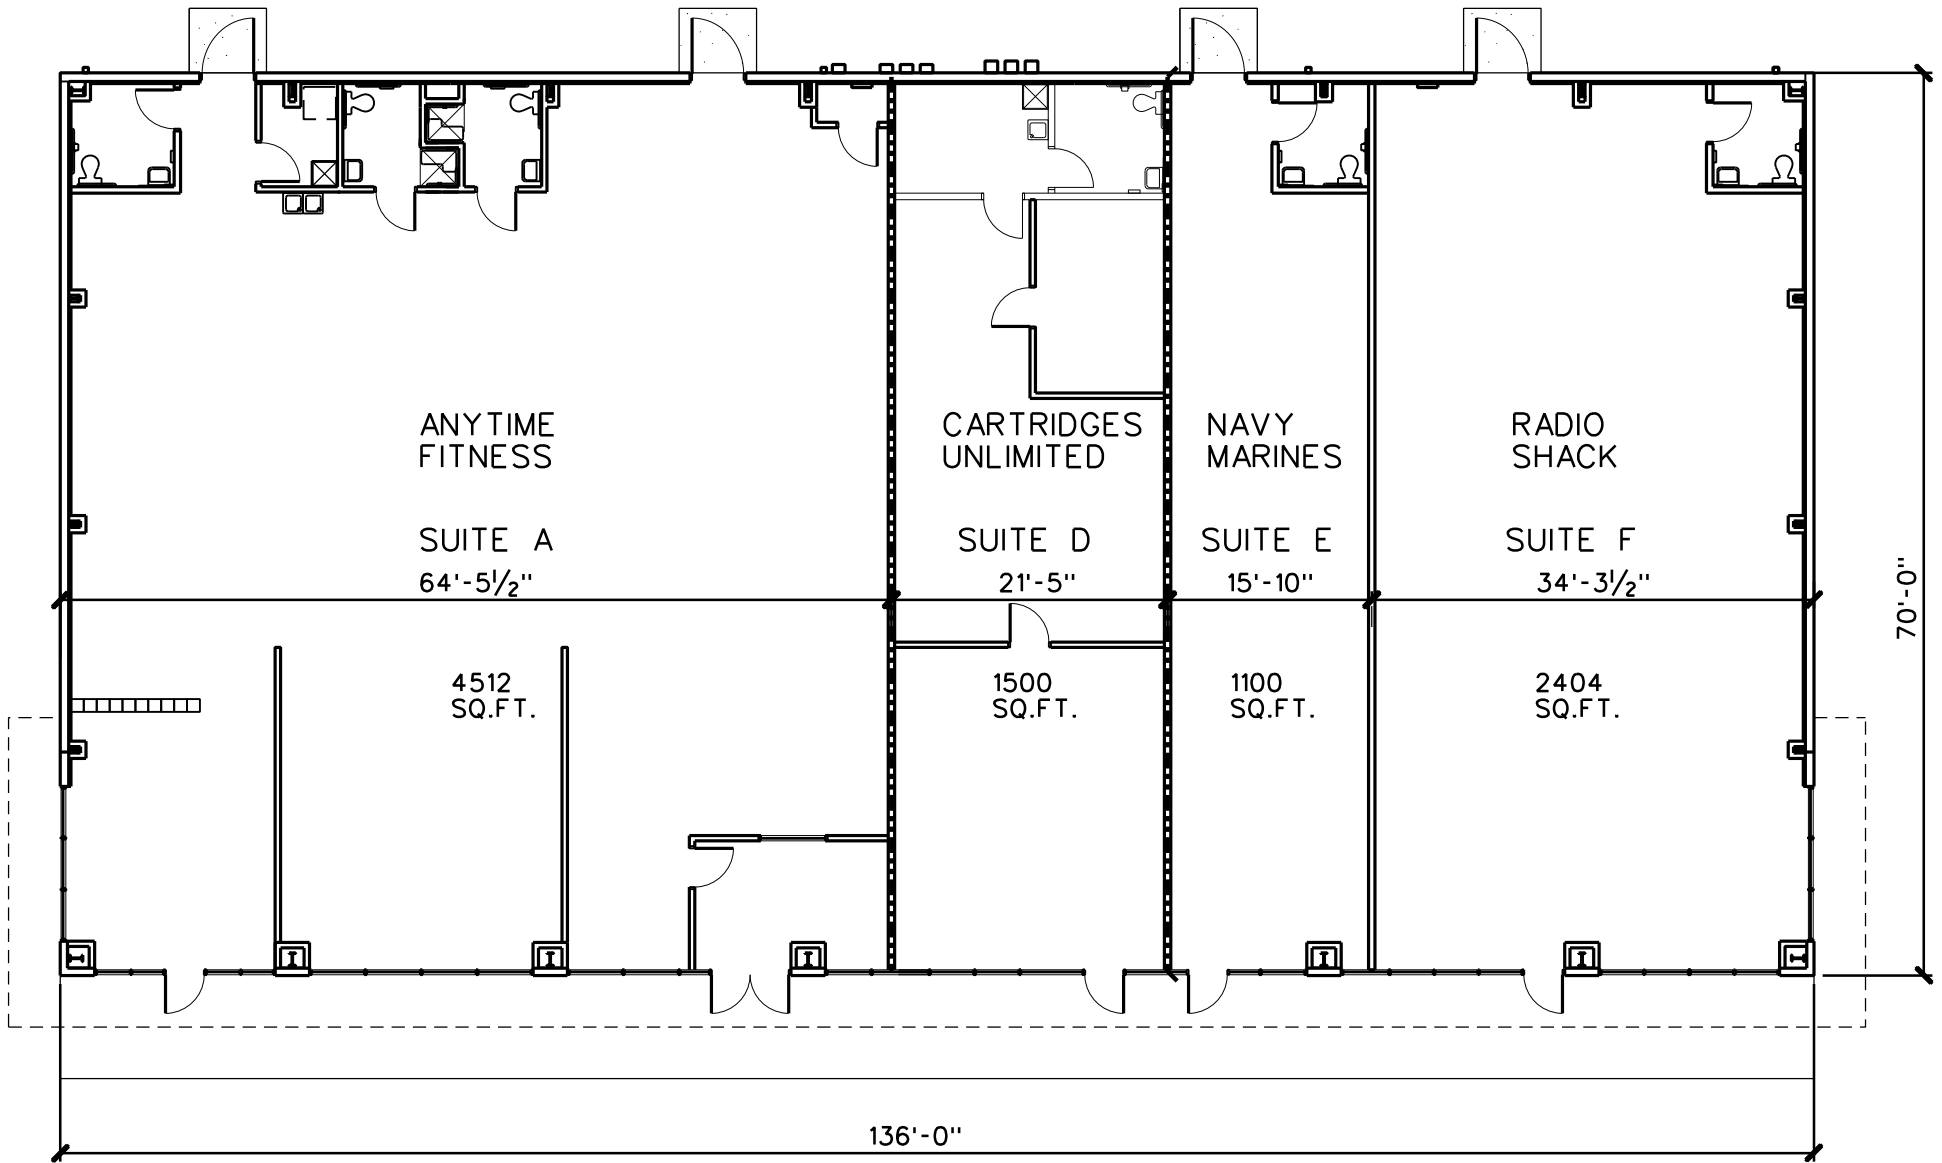 ANYTIME
FITNESS
SUITE A
64'-5½"
4512
SQ.FT.
CARTRIDGES
UNLIMITED
SUITE D
21'-5"
1500
SQ.FT.
NAVY
MARINES
SUITE E
15'-10"
1100
SQ.FT.
RADIO
SHACK
SUITE F
34'-3½"
2404
SQ.FT.
70'-0"
136'-0"